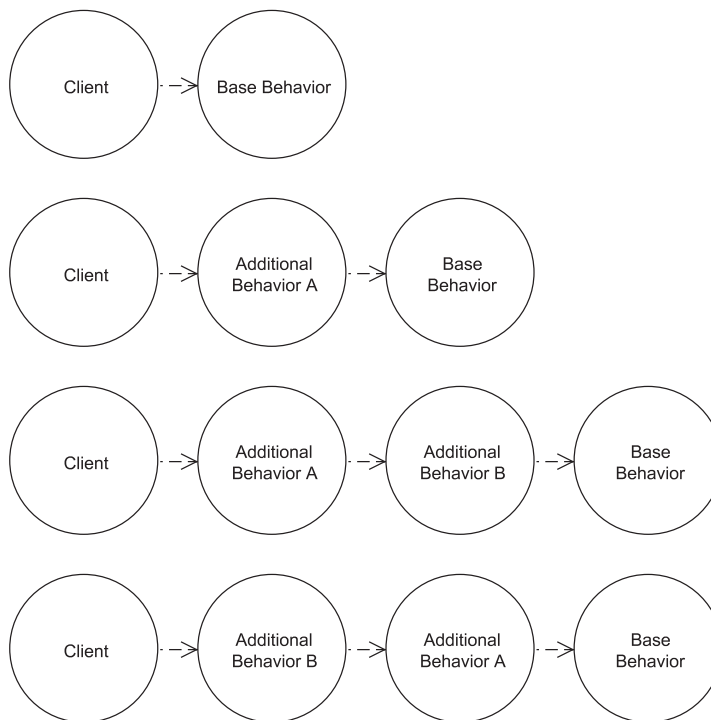 Client
Base Behavior
Client
Additional
Behavior A
Base
Behavior
Client
Additional
Behavior A
Additional
Behavior B
Base
Behavior
Client
Additional
Behavior B
Additional
Behavior A
Base
Behavior